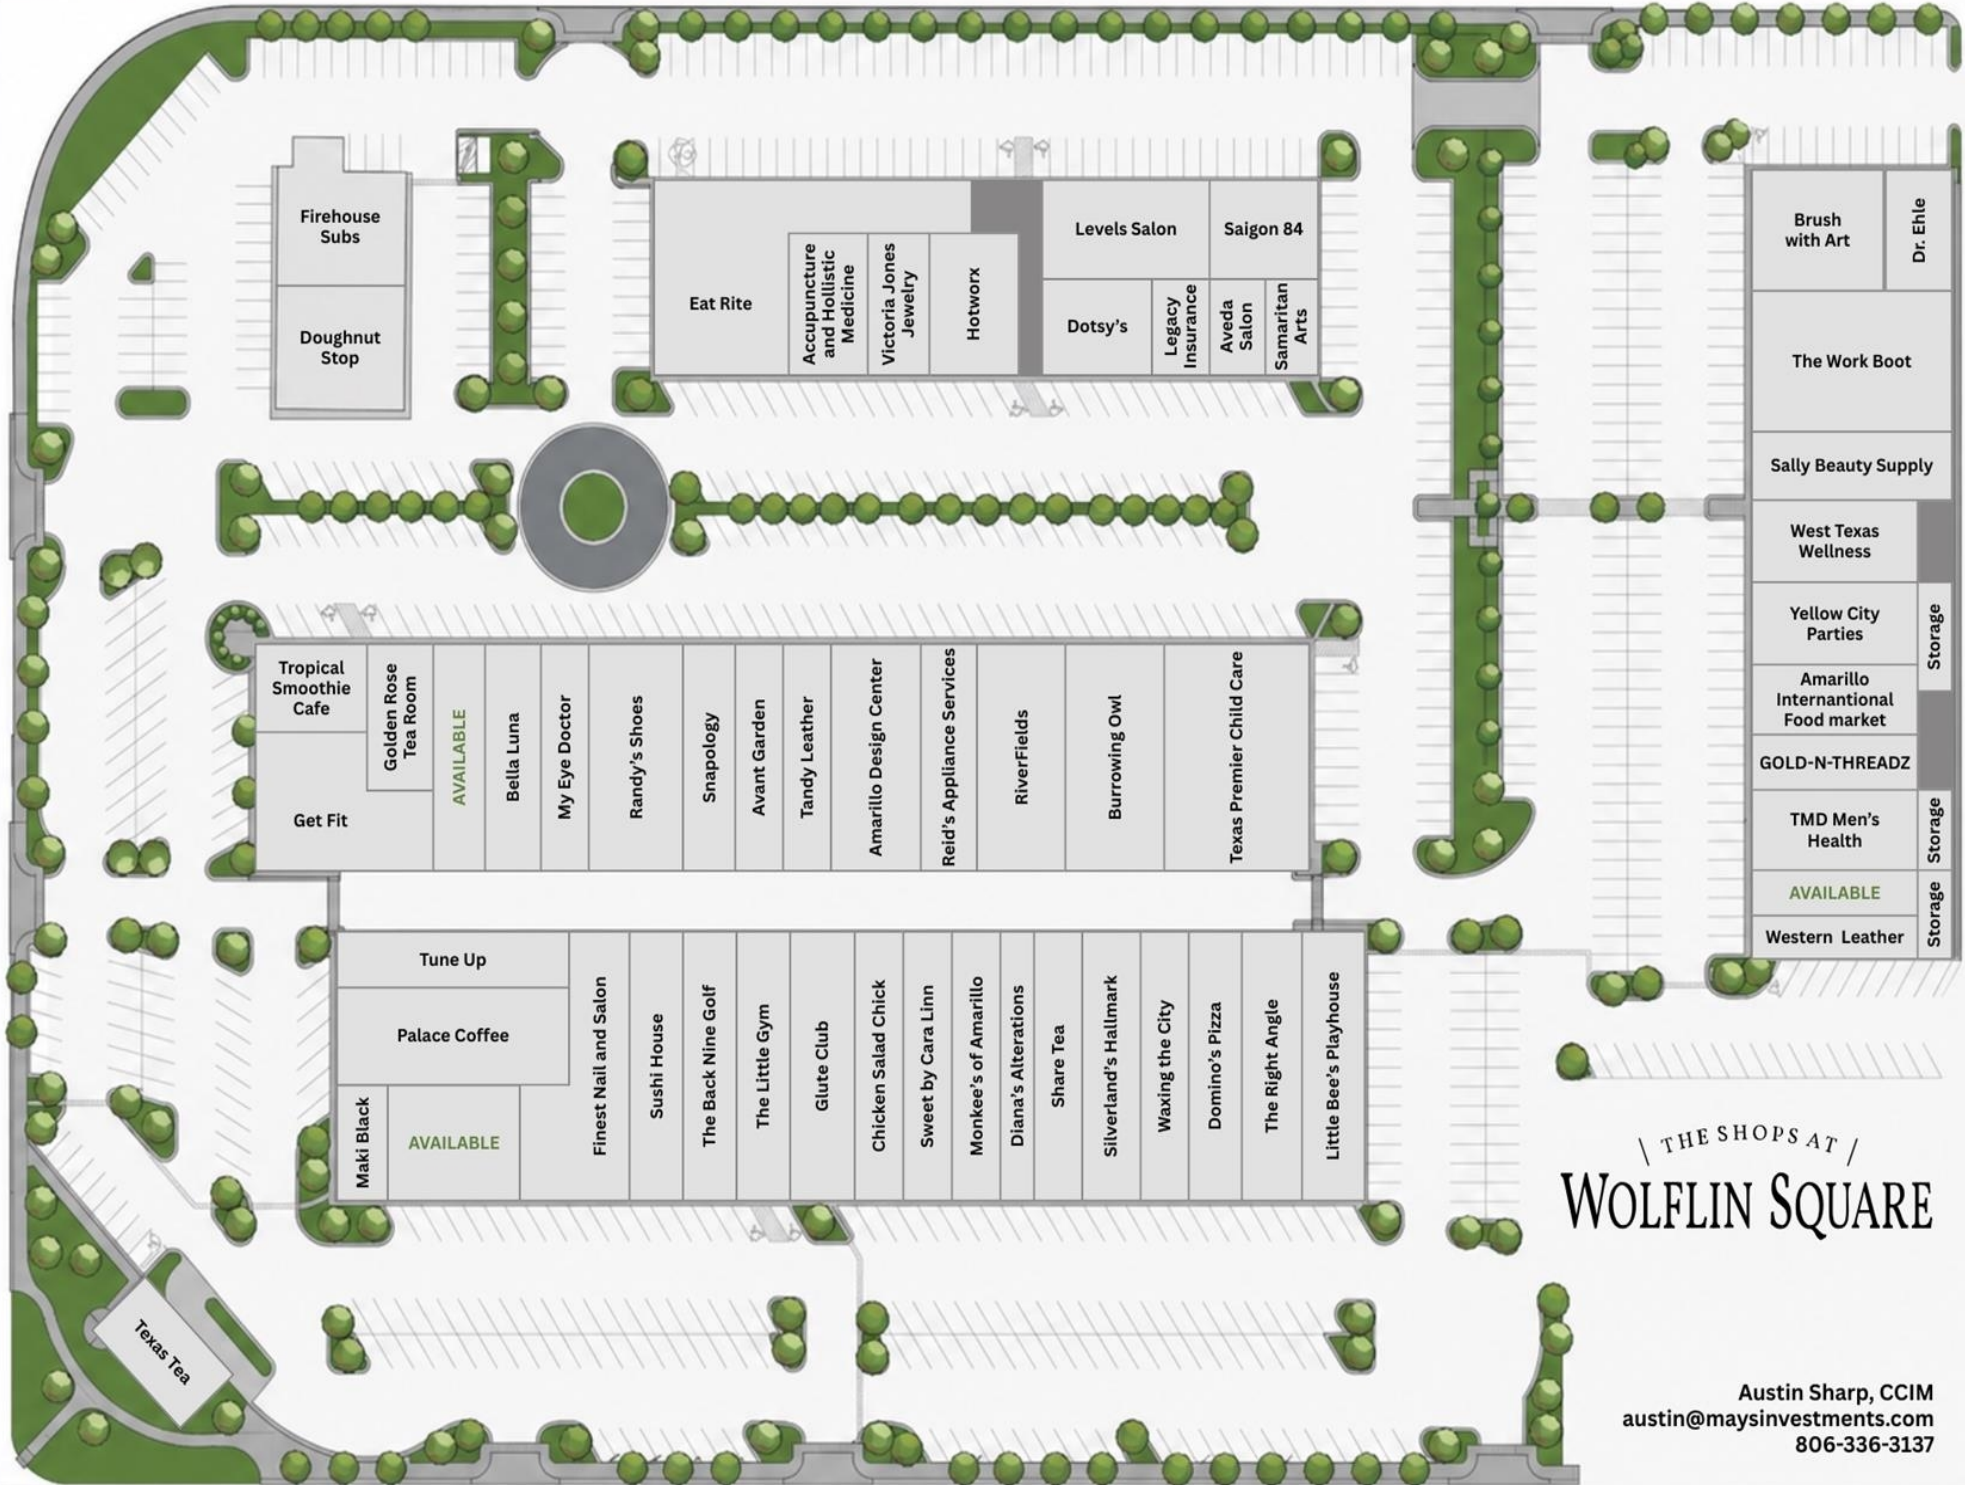 Firehouse
Subs
Doughnut
Stop
Eat Rite
Accupuncture
and Hollistic
Medicine
Victoria Jones
Jewelry
Hotworx
Levels Salon
Saigon 84
Dotsy's
Legacy
Insurance
Aveda
Salon
Samaritan
Arts
Brush
with Art
Dr. Ehle
The Work Boot
Sally Beauty Supply
West Texas
Wellness
Yellow City
Parties
Storage
Amarillo
Internantional
Food market
GOLD-N-THREADZ
TMD Men's
Health
Storage
AVAILABLE
Storage
Western Leather
Tropical
Smoothie
Cafe
Golden Rose
Tea Room
Get Fit
AVAILABLE
Bella Luna
My Eye Doctor
Randy's Shoes
Snapology
Avant Garden
Tandy Leather
Amarillo Design Center
Reid's Appliance Services
RiverFields
Burrowing Owl
Texas Premier Child Care
Tune Up
Palace Coffee
Maki Black
AVAILABLE
Finest Nail and Salon
Sushi House
The Back Nine Golf
The Little Gym
Glute Club
Chicken Salad Chick
Sweet by Cara Linn
Monkee's of Amarillo
Diana's Alterations
Share Tea
Silverland's Hallmark
Waxing the City
Domino's Pizza
The Right Angle
Little Bee's Playhouse
Texas Tea
THE SHOPS AT
WOLFLIN SQUARE
Austin Sharp, CCIM
austin@maysinvestments.com
806-336-3137